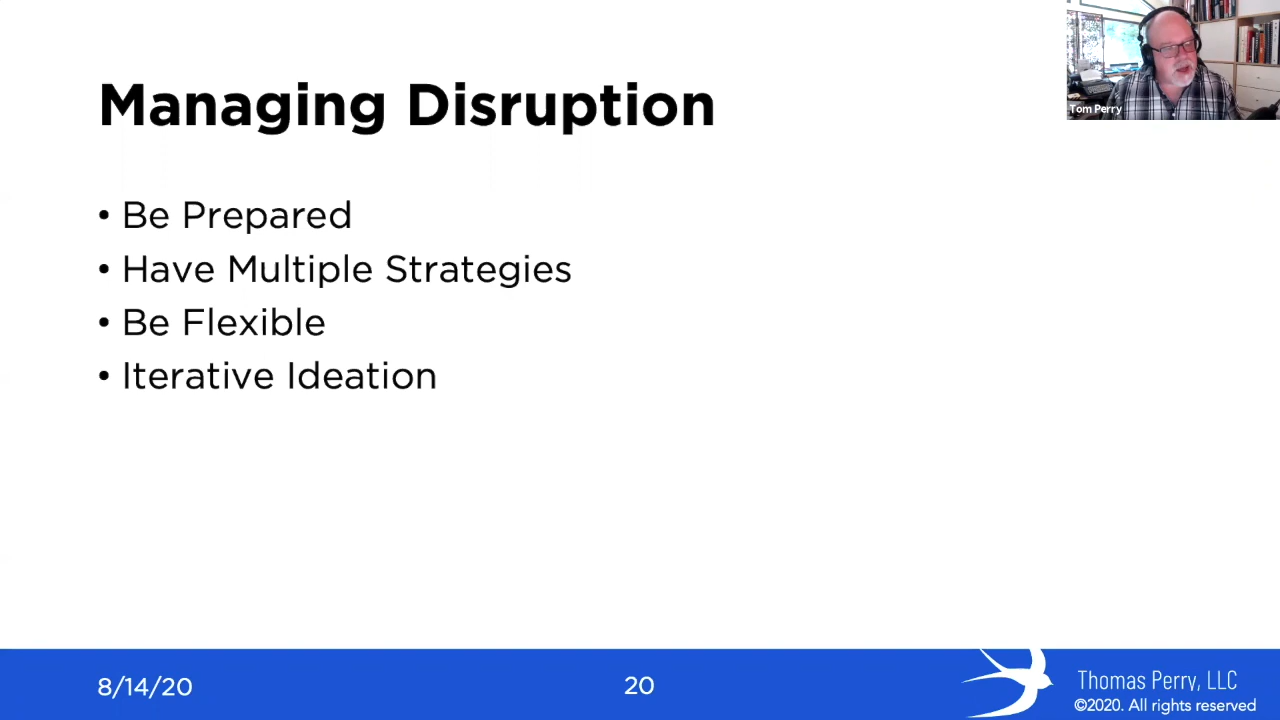 Managing Disruption
Tom Perry
• Be Prepared
• Have Multiple Strategies
• Be Flexible
• Iterative Ideation
8/14/20
20
Thomas Perry, LLC
©2020. All rights reserved